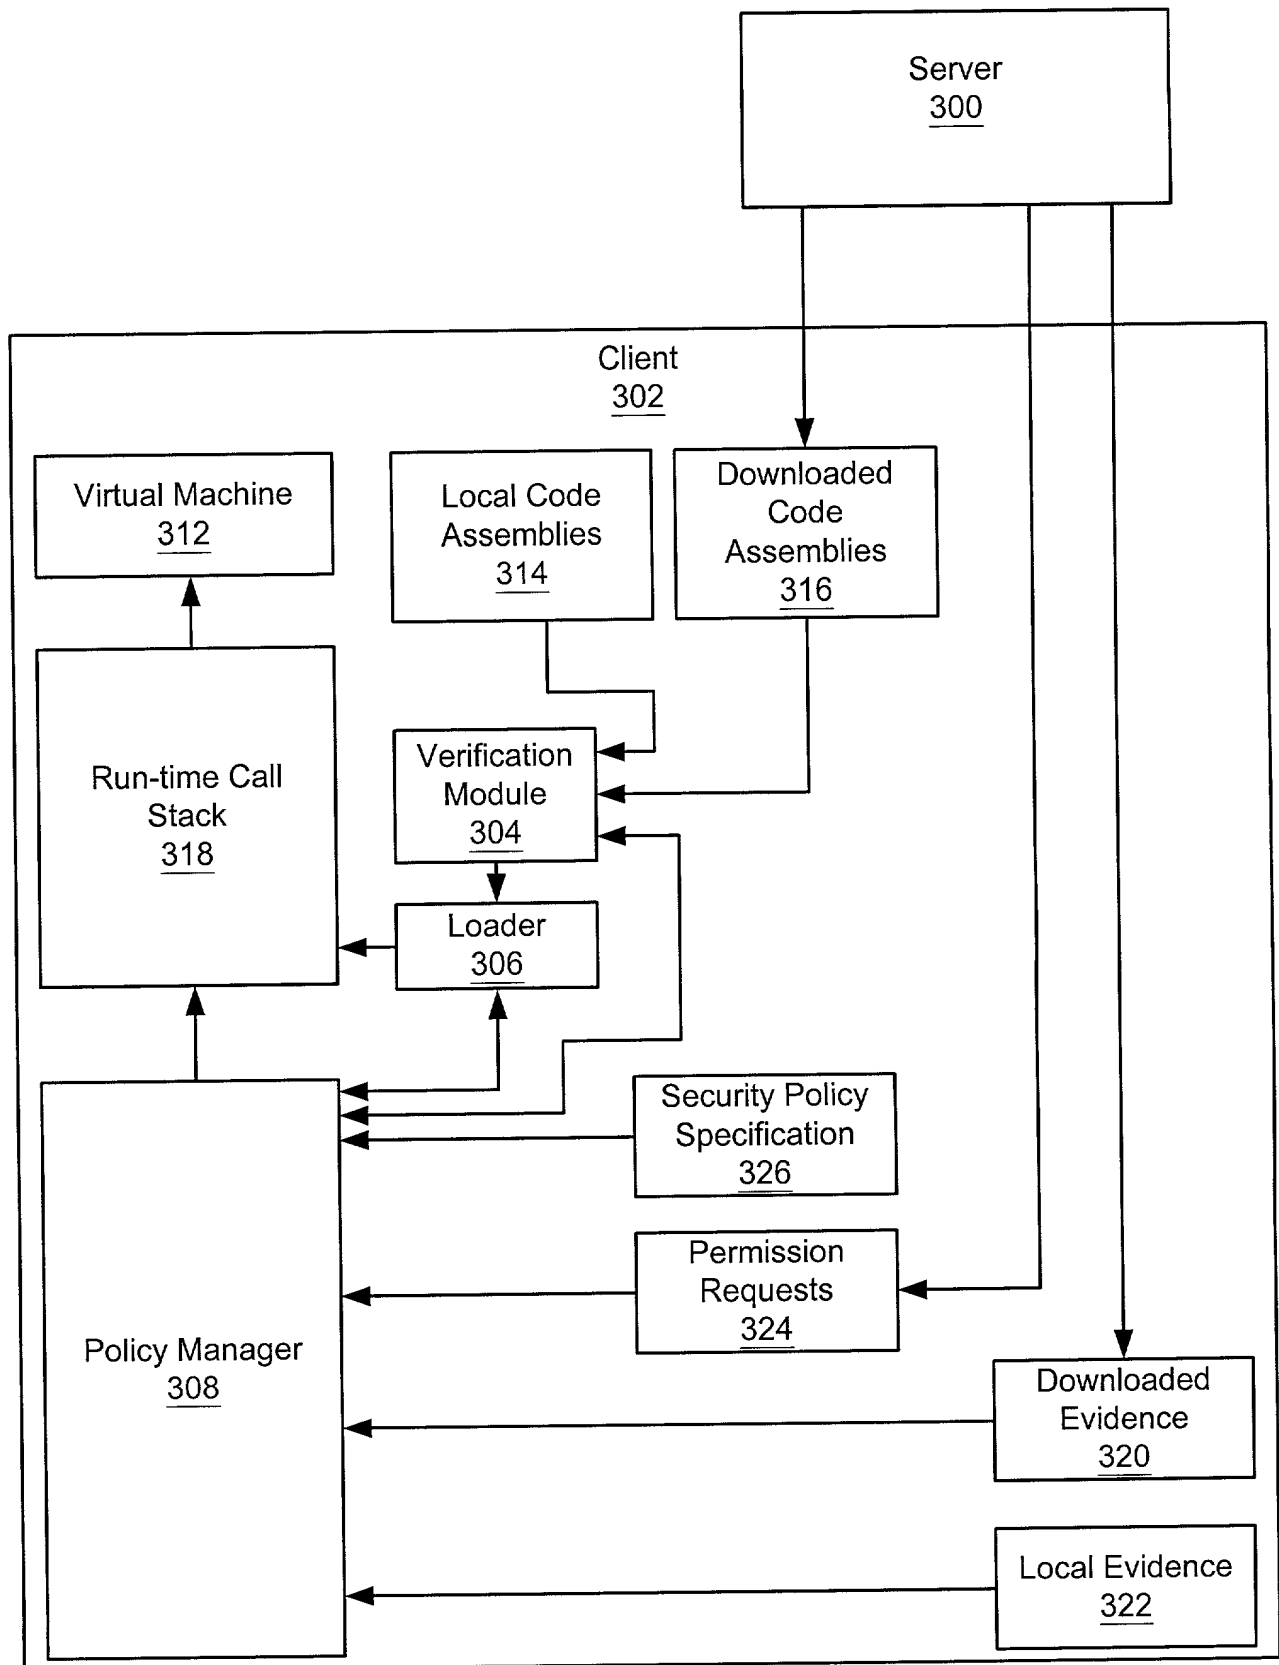 Server
300
Client
302
Virtual Machine
312
Local Code
Assemblies
314
Downloaded
Code
Assemblies
316
Run-time Call
Stack
318
Verification
Module
304
Loader
306
Security Policy
Specification
326
Permission
Requests
324
Policy Manager
308
Downloaded
Evidence
320
Local Evidence
322